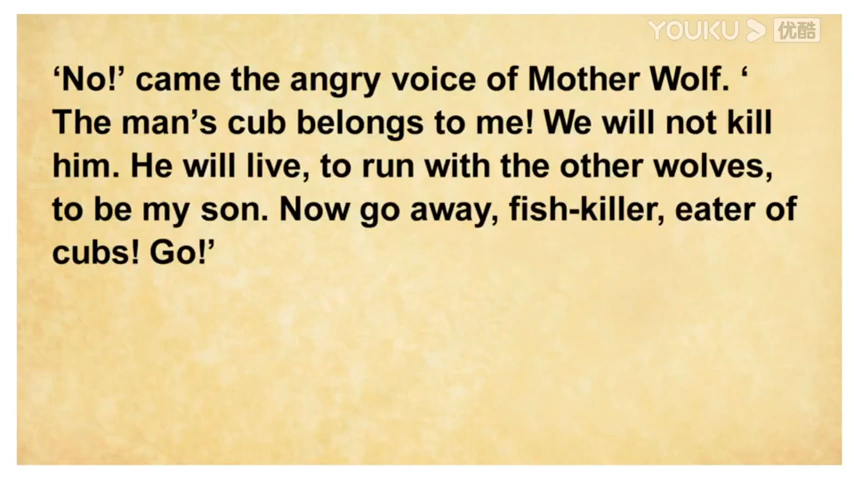 YOUKU 优酷
‘No!’ came the angry voice of Mother Wolf. ‘
The man’s cub belongs to me! We will not kill
him. He will live, to run with the other wolves,
to be my son. Now go away, fish-killer, eater of
cubs! Go!’